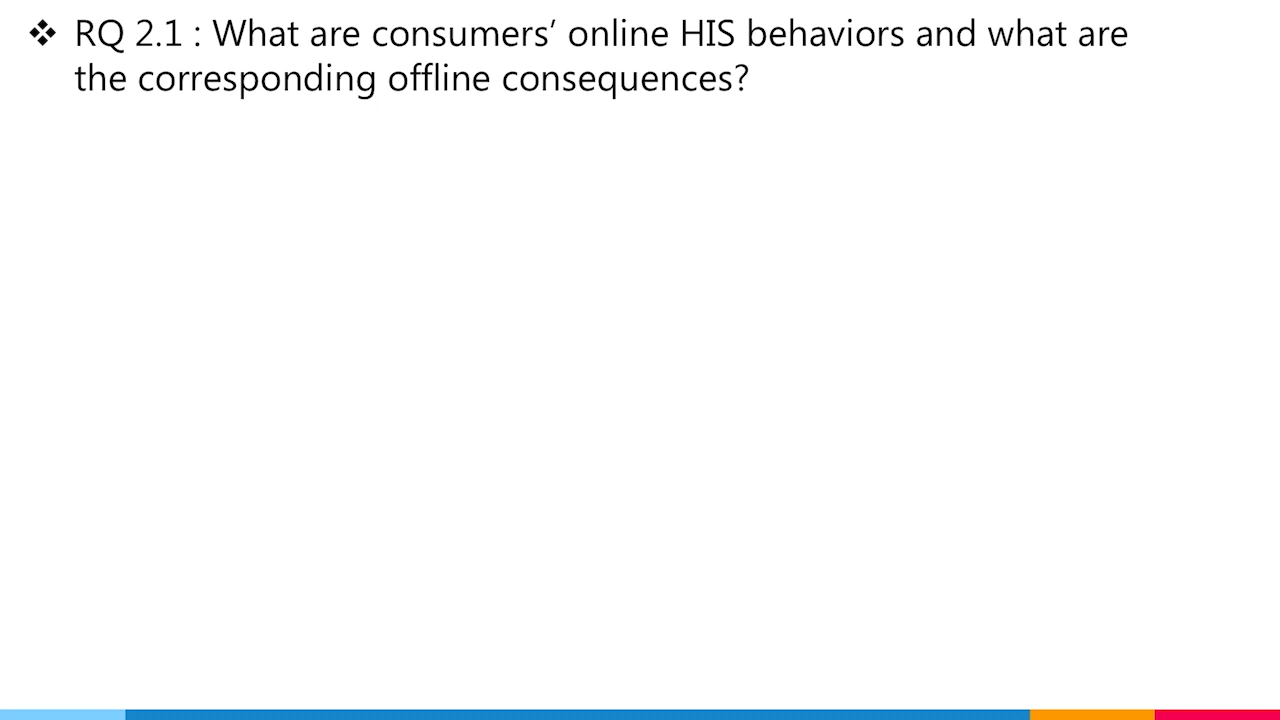 ❖ RQ 2.1 : What are consumers’ online HIS behaviors and what are
the corresponding offline consequences?